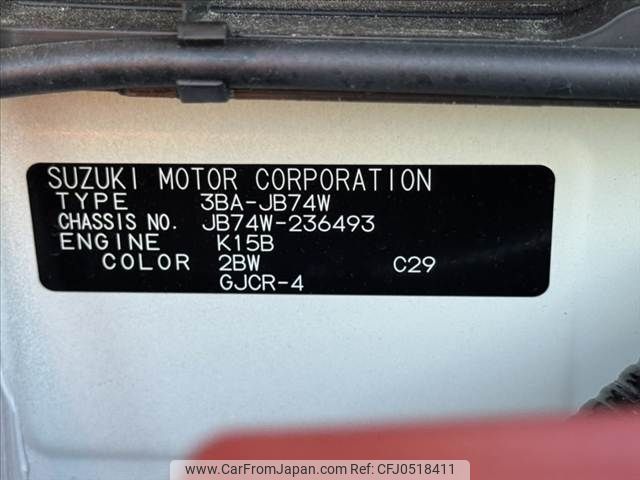 SUZUKI MOTOR CORPORATION
TYPE 3BA-JB74W
CHASSIS NO. JB74W-236493
ENGINE K15B
COLOR 2BW C29
GJCR-4
www.CarFromJapan.com (CFJ0518411)